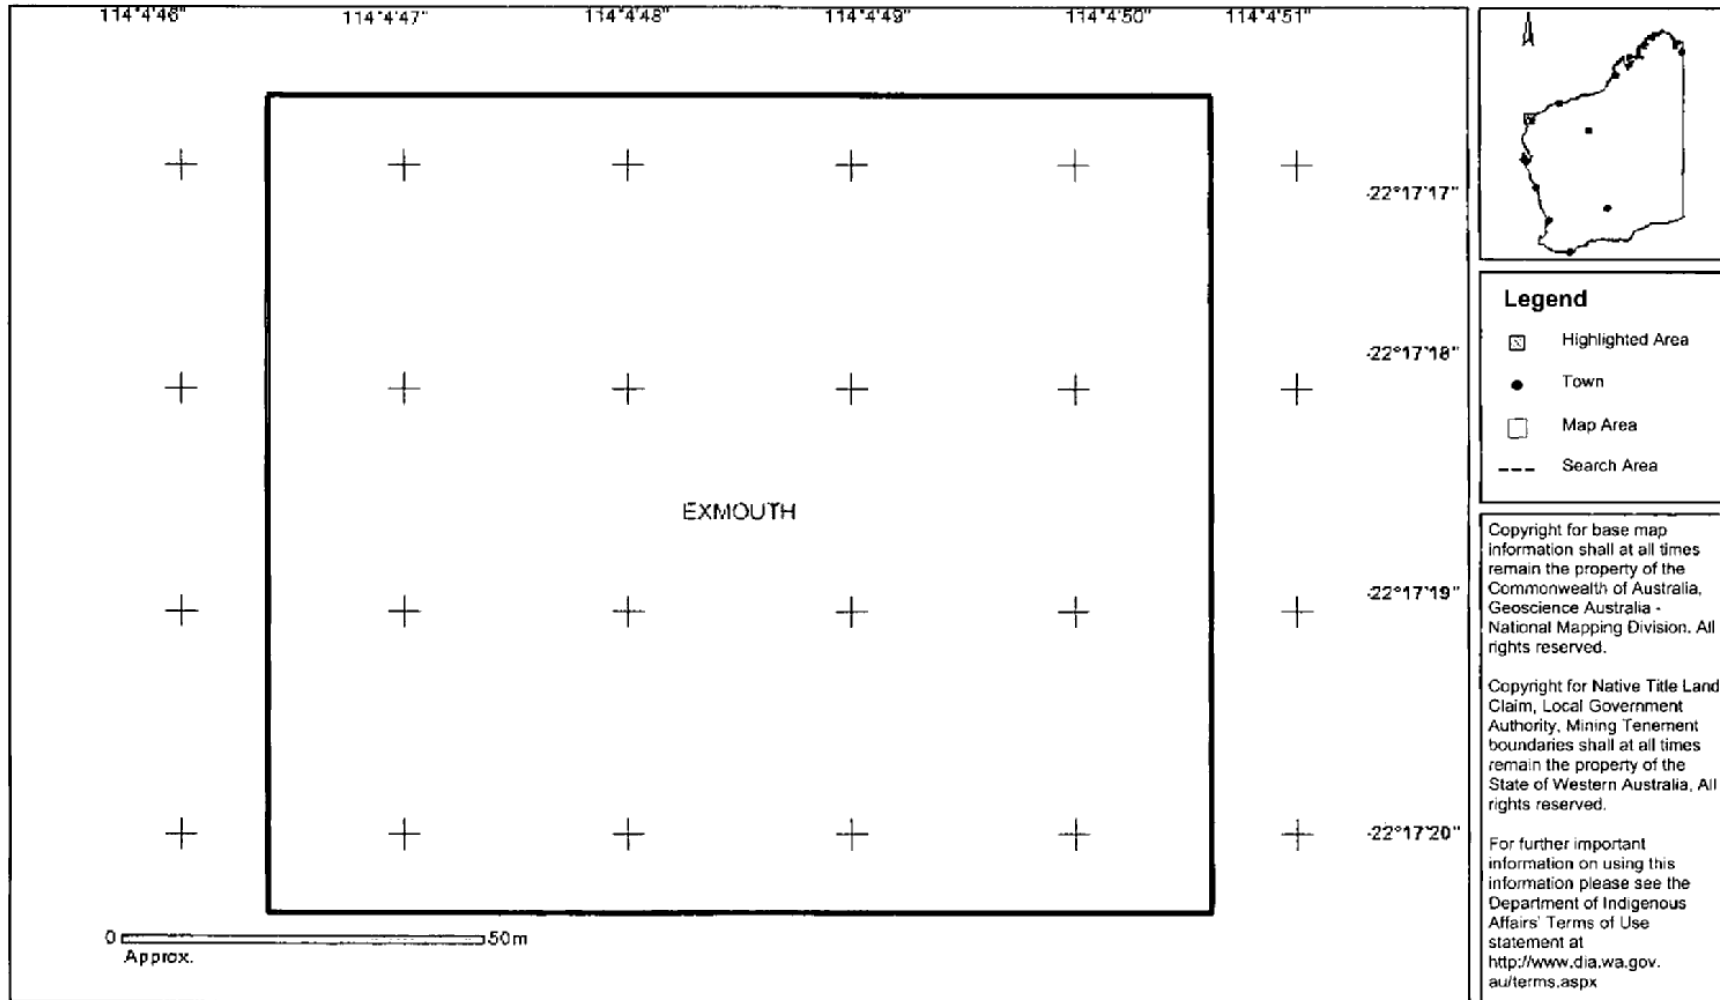 114°4'46" 114°4'47" 114°4'48" 114°4'49" 114°4'50" 114°4'51"
-22°17'17"
-22°17'18"
EXMOUTH
-22°17'19"
-22°17'20"
0 50m
Approx.
Legend
Highlighted Area
Town
Map Area
Search Area
Copyright for base map
information shall at all times
remain the property of the
Commonwealth of Australia,
Geoscience Australia -
National Mapping Division. All
rights reserved.
Copyright for Native Title Land
Claim, Local Government
Authority, Mining Tenement
boundaries shall at all times
remain the property of the
State of Western Australia, All
rights reserved.
For further important
information on using this
information please see the
Department of Indigenous
Affairs' Terms of Use
statement at
http://www.dia.wa.gov.
au/terms.aspx